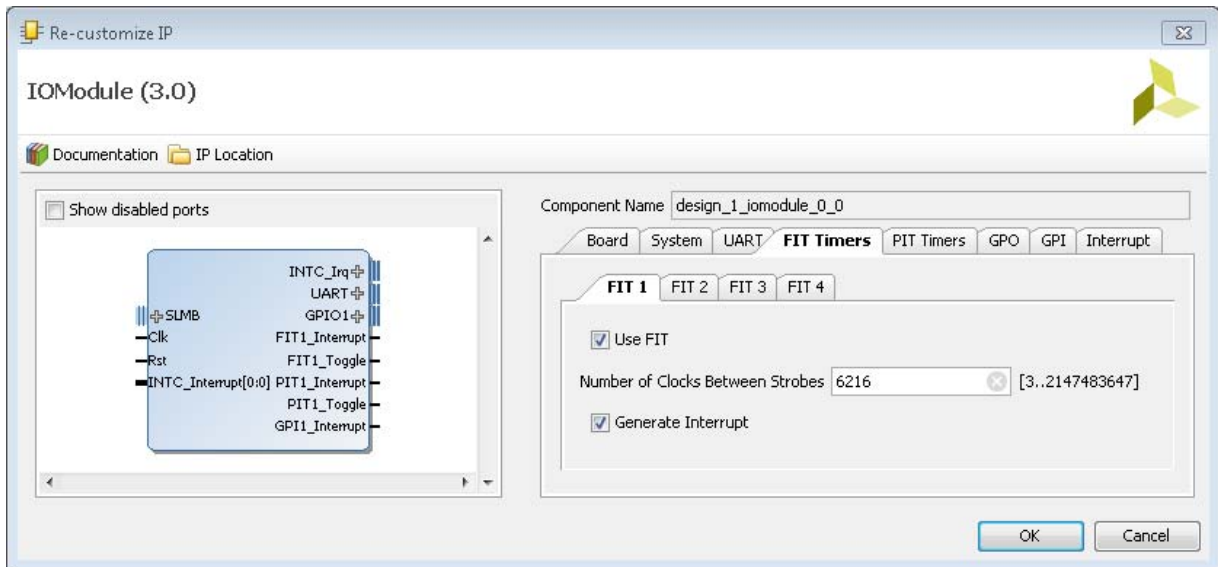 Re-customize IP
IOModule (3.0)
Documentation IP Location
Show disabled ports
INTC_Irq
UART
SLMB GPIO1
Clk FIT1_Interrupt
Rst FIT1_Toggle
INTC_Interrupt[0:0] PIT1_Interrupt
PIT1_Toggle
GPI1_Interrupt
Component Name design_1_iomodule_0_0
Board System UART FIT Timers PIT Timers GPO GPI Interrupt
FIT 1 FIT 2 FIT 3 FIT 4
Use FIT
Number of Clocks Between Strobes 6216 [3..2147483647]
Generate Interrupt
OK Cancel